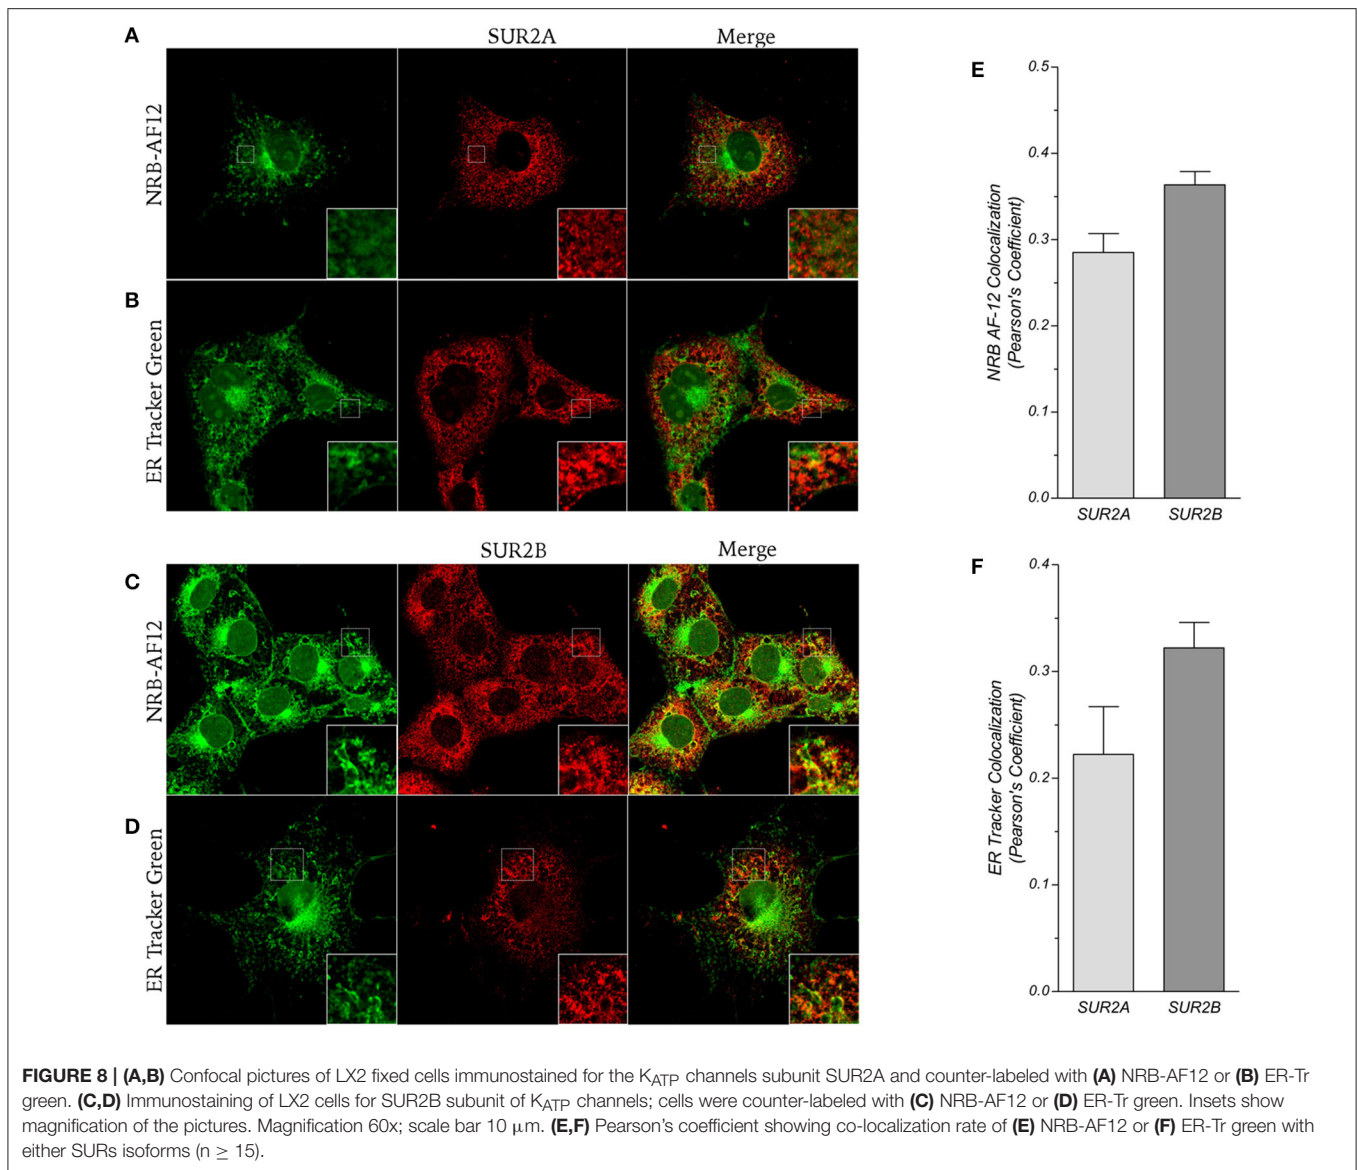 A
SUR2A
Merge
NRB-AF12
B
ER Tracker Green
SUR2B
Merge
C
NRB-AF12
D
ER Tracker Green
E
0.5
0.4
0.3
0.2
0.1
0.0
NRB AF-12 Colocalization
(Pearson's Coefficient)
SUR2A
SUR2B
F
0.4
0.3
0.2
0.1
0.0
ER Tracker Colocalization
(Pearson's Coefficient)
SUR2A
SUR2B
FIGURE 8 | (A,B) Confocal pictures of LX2 fixed cells immunostained for the KATP channels subunit SUR2A and counter-labeled with (A) NRB-AF12 or (B) ER-Tr
green. (C,D) Immunostaining of LX2 cells for SUR2B subunit of KATP channels; cells were counter-labeled with (C) NRB-AF12 or (D) ER-Tr green. Insets show
magnification of the pictures. Magnification 60x; scale bar 10 μm. (E,F) Pearson's coefficient showing co-localization rate of (E) NRB-AF12 or (F) ER-Tr green with
either SURs isoforms (n ≥ 15).